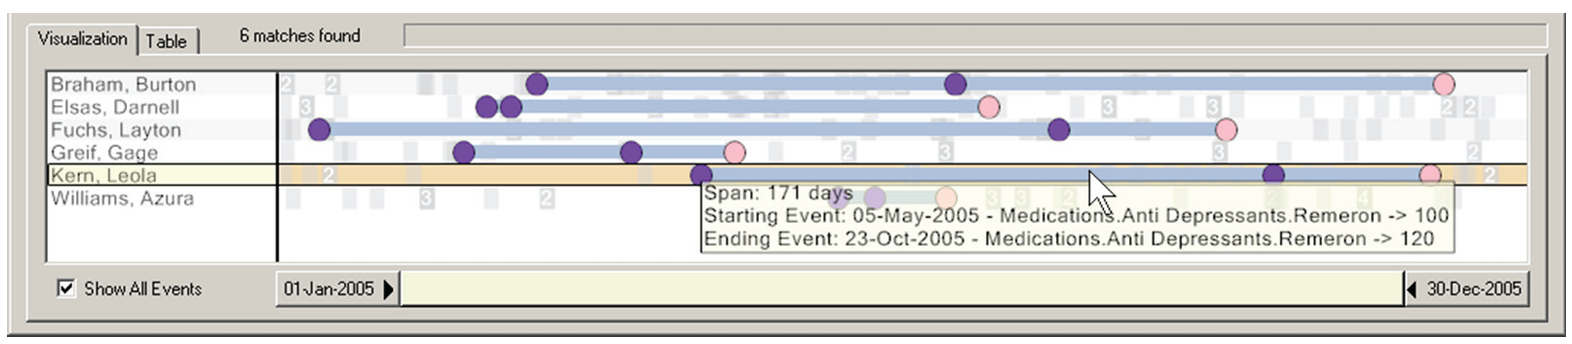 Visualization Table 6 matches found
Braham, Burton 2 2
Elsas, Darnell 3 3 3 2 2
Fuchs, Layton
Greif, Gage 2 3 3 2
Kern, Leola 2 2
Williams, Azura 3 2 3 3 2 2 4
Span: 171 days
Starting Event: 05-May-2005 - Medications.Anti Depressants.Remeron -> 100
Ending Event: 23-Oct-2005 - Medications.Anti Depressants.Remeron -> 120
Show All Events 01-Jan-2005 30-Dec-2005